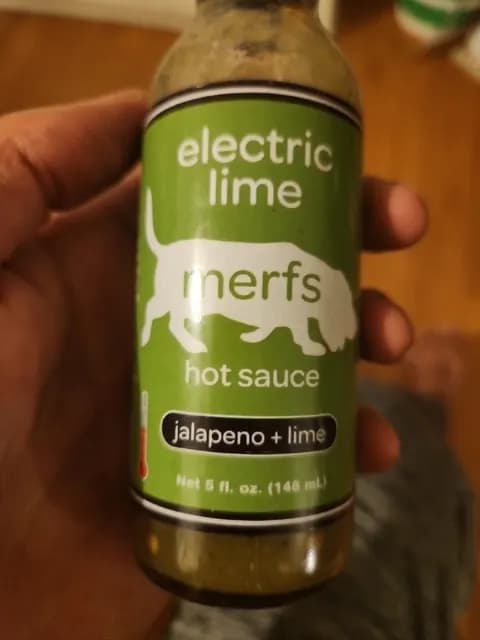 electric
lime
merfs
hot sauce
jalapeno + lime
Net 5 fl. oz. (148 mL)